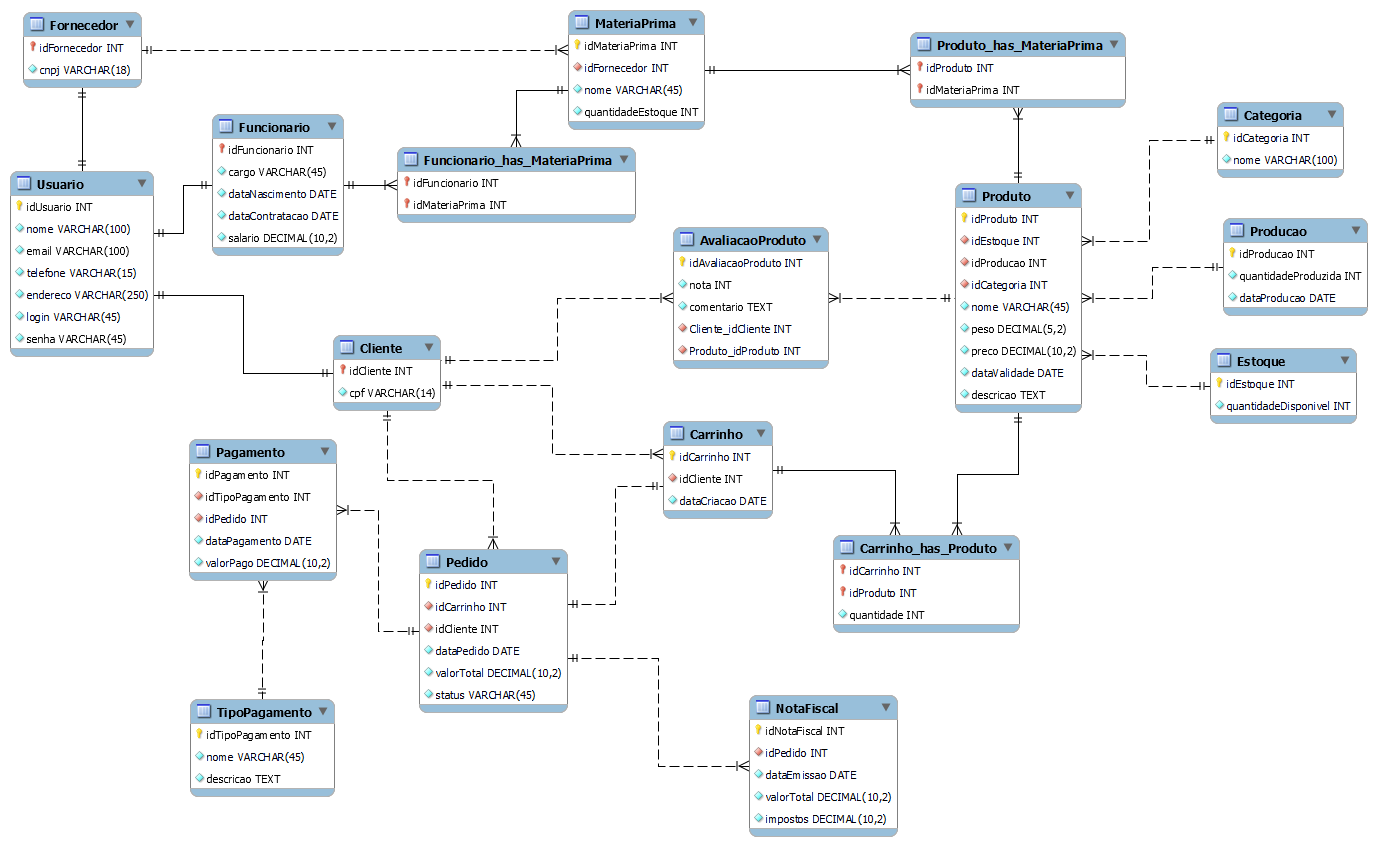 Fornecedor
idFornecedor INT
cnpj VARCHAR(18)
MateriaPrima
idMateriaPrima INT
idFornecedor INT
nome VARCHAR(45)
quantidadeEstoque INT
Produto_has_MateriaPrima
idProduto INT
idMateriaPrima INT
Categoria
idCategoria INT
nome VARCHAR(100)
Funcionario
idFuncionario INT
cargo VARCHAR(45)
dataNascimento DATE
dataContratacao DATE
salario DECIMAL(10,2)
Funcionario_has_MateriaPrima
idFuncionario INT
idMateriaPrima INT
Usuario
idUsuario INT
nome VARCHAR(100)
email VARCHAR(100)
telefone VARCHAR(15)
endereco VARCHAR(250)
login VARCHAR(45)
senha VARCHAR(45)
Produto
idProduto INT
idEstoque INT
idProducao INT
idCategoria INT
nome VARCHAR(45)
peso DECIMAL(5,2)
preco DECIMAL(10,2)
dataValidade DATE
descricao TEXT
Producao
idProducao INT
quantidadeProduzida INT
dataProducao DATE
AvaliacaoProduto
idAvaliacaoProduto INT
nota INT
comentario TEXT
Cliente_idCliente INT
Produto_idProduto INT
Cliente
idCliente INT
cpf VARCHAR(14)
Estoque
idEstoque INT
quantidadeDisponivel INT
Carrinho
idCarrinho INT
idCliente INT
dataCriacao DATE
Pagamento
idPagamento INT
idTipoPagamento INT
idPedido INT
dataPagamento DATE
valorPago DECIMAL(10,2)
Carrinho_has_Produto
idCarrinho INT
idProduto INT
quantidade INT
Pedido
idPedido INT
idCarrinho INT
idCliente INT
dataPedido DATE
valorTotal DECIMAL(10,2)
status VARCHAR(45)
TipoPagamento
idTipoPagamento INT
nome VARCHAR(45)
descricao TEXT
NotaFiscal
idNotaFiscal INT
idPedido INT
dataEmissao DATE
valorTotal DECIMAL(10,2)
impostos DECIMAL(10,2)